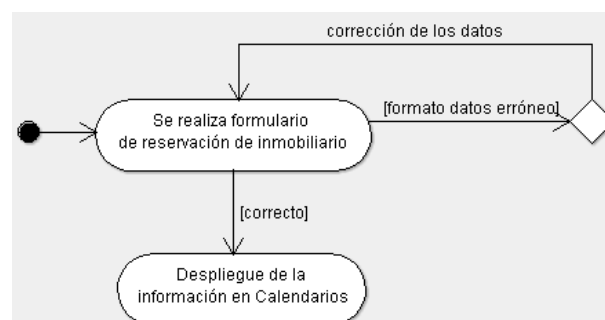 corrección de los datos
Se realiza formulario
de reservación de inmobiliario
[formato datos erróneo]
[correcto]
Despliegue de la
información en Calendarios